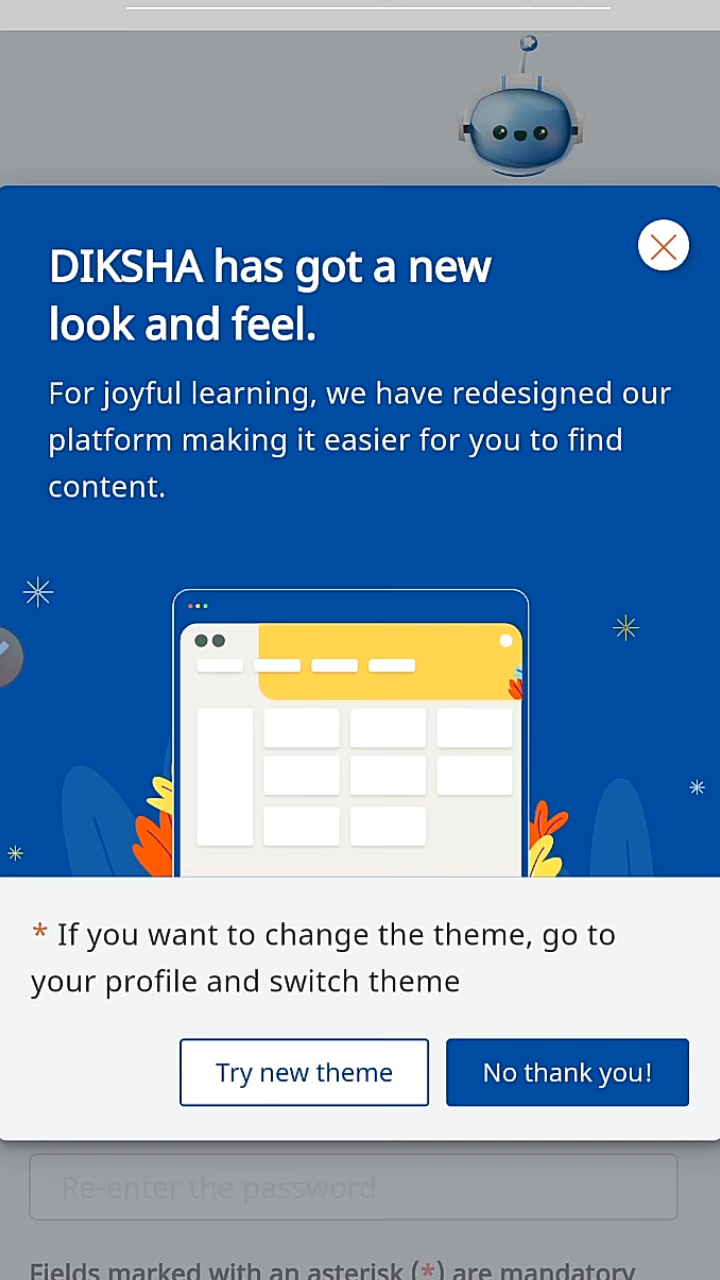 DIKSHA has got a new
look and feel.
For joyful learning, we have redesigned our
platform making it easier for you to find
content.
* If you want to change the theme, go to
your profile and switch theme
Try new theme
No thank you!
Re-enter the password
Fields marked with an asterisk (*) are mandatory